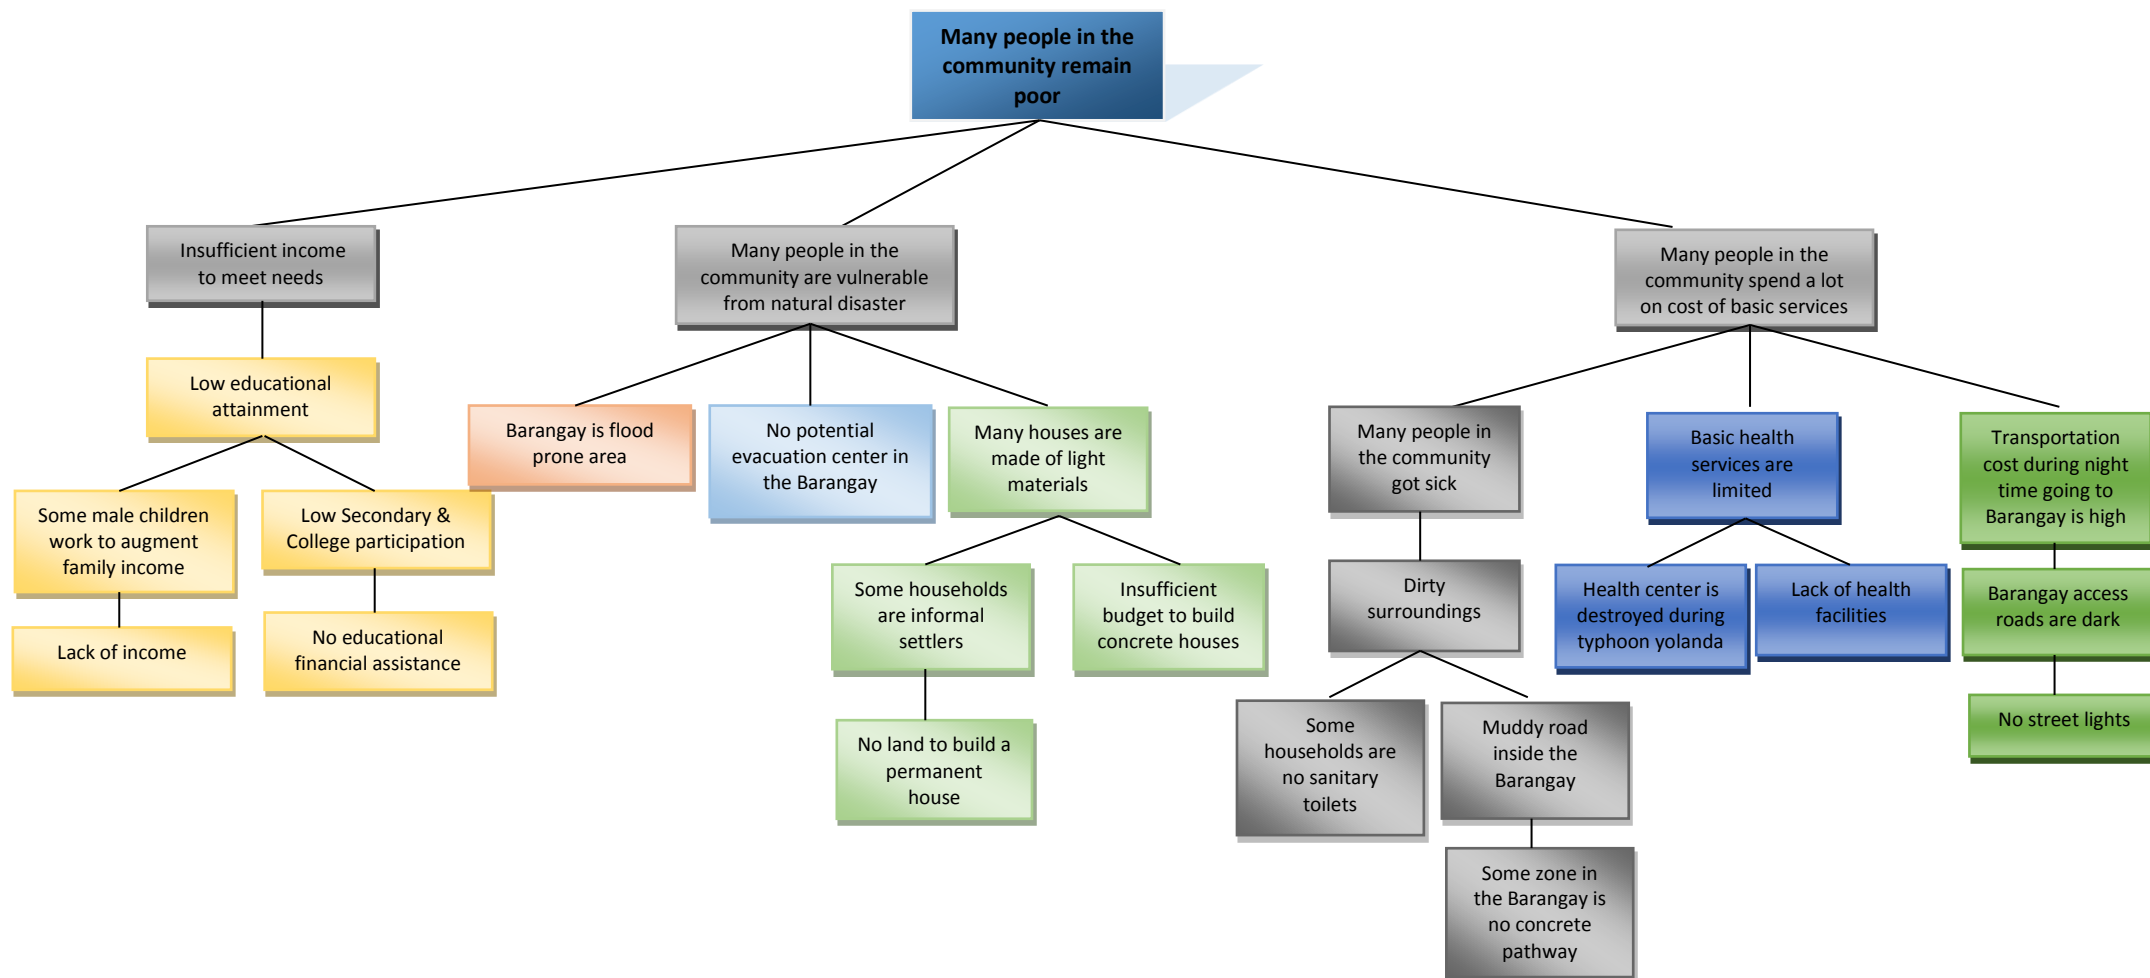 Many people in the
community remain
poor
Insufficient income
to meet needs
Many people in the
community are vulnerable
from natural disaster
Many people in the
community spend a lot
on cost of basic services
Low educational
attainment
Barangay is flood
prone area
No potential
evacuation center in
the Barangay
Many houses are
made of light
materials
Many people in
the community
got sick
Basic health
services are
limited
Transportation
cost during night
time going to
Barangay is high
Some male children
work to augment
family income
Low Secondary &
College participation
Some households
are informal
settlers
Insufficient
budget to build
concrete houses
Dirty
surroundings
Health center is
destroyed during
typhoon yolanda
Lack of health
facilities
Barangay access
roads are dark
Lack of income
No educational
financial assistance
No land to build a
permanent
house
Some
households are
no sanitary
toilets
Muddy road
inside the
Barangay
No street lights
Some zone in
the Barangay is
no concrete
pathway